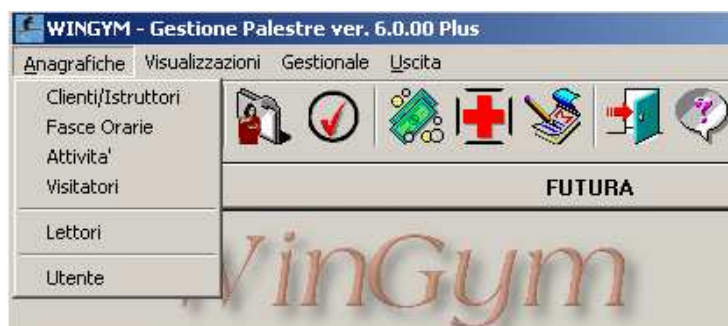 WINGYM - Gestione Palestre ver. 6.0.00 Plus
Anagrafiche Visualizzazioni Gestionale Uscita
Clienti/Istruttori
Fasce Orarie
Attivita'
Visitatori
Lettori
Utente
FUTURA
WinGym